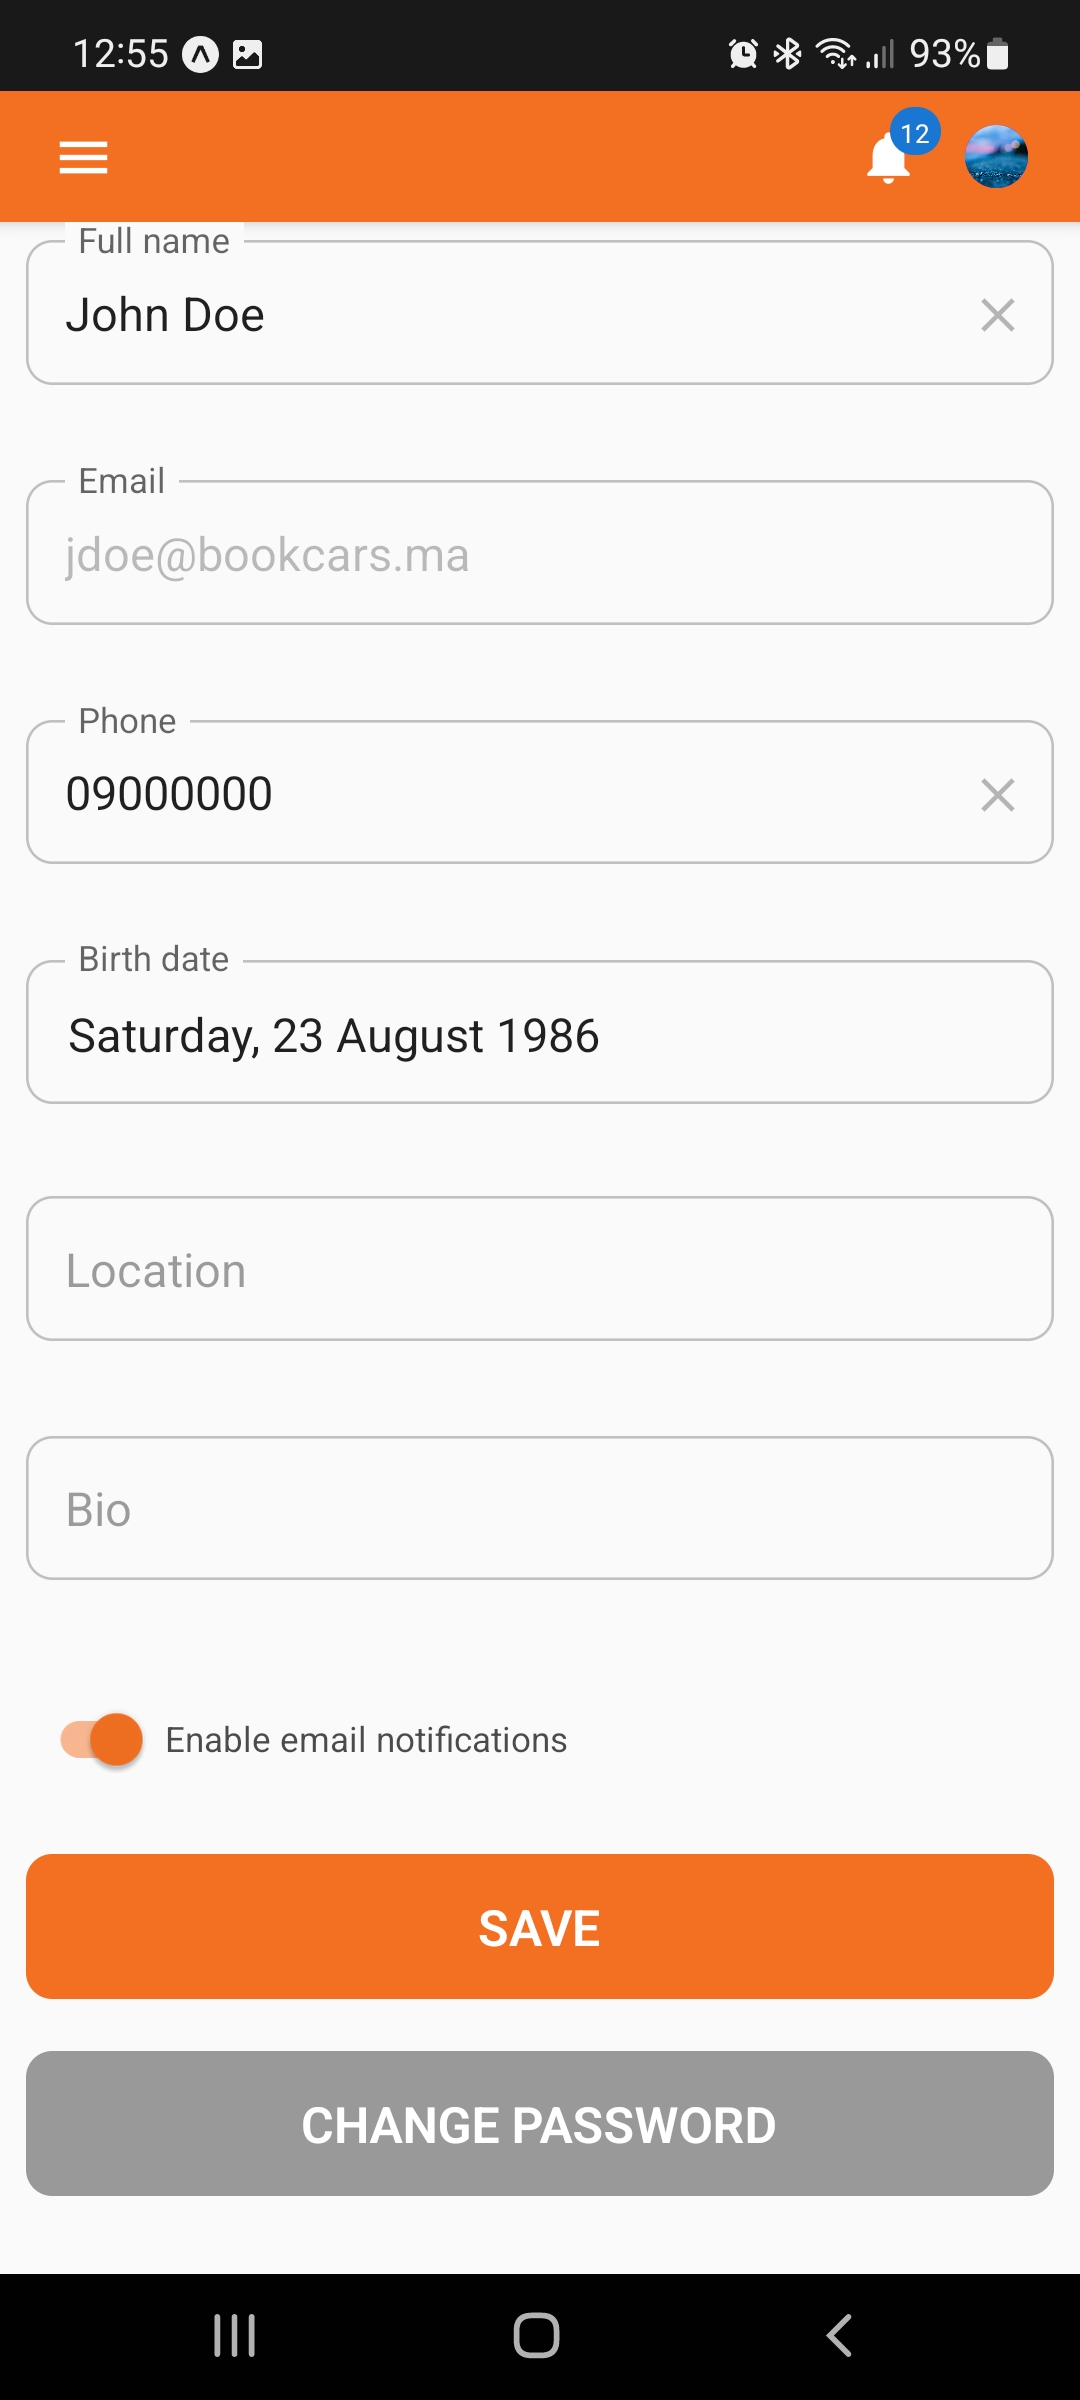 12:55
93%
12
Full name
John Doe
Email
jdoe@bookcars.ma
Phone
09000000
Birth date
Saturday, 23 August 1986
Location
Bio
Enable email notifications
SAVE
CHANGE PASSWORD